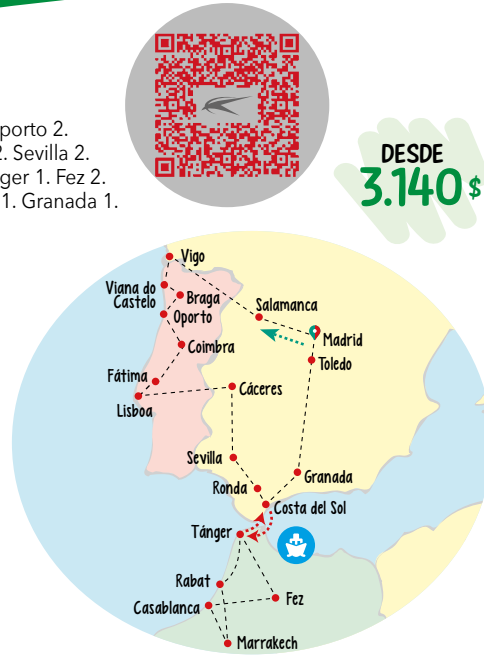 porto 2.
2. Sevilla 2.
ger 1. Fez 2.
1. Granada 1.
DESDE
3.140 $
Vigo
Viana do
Castelo
Braga
Oporto
Salamanca
Madrid
Toledo
Coimbra
Fátima
Lisboa
Cáceres
Sevilla
Ronda
Granada
Costa del Sol
Tánger
Rabat
Casablanca
Fez
Marrakech